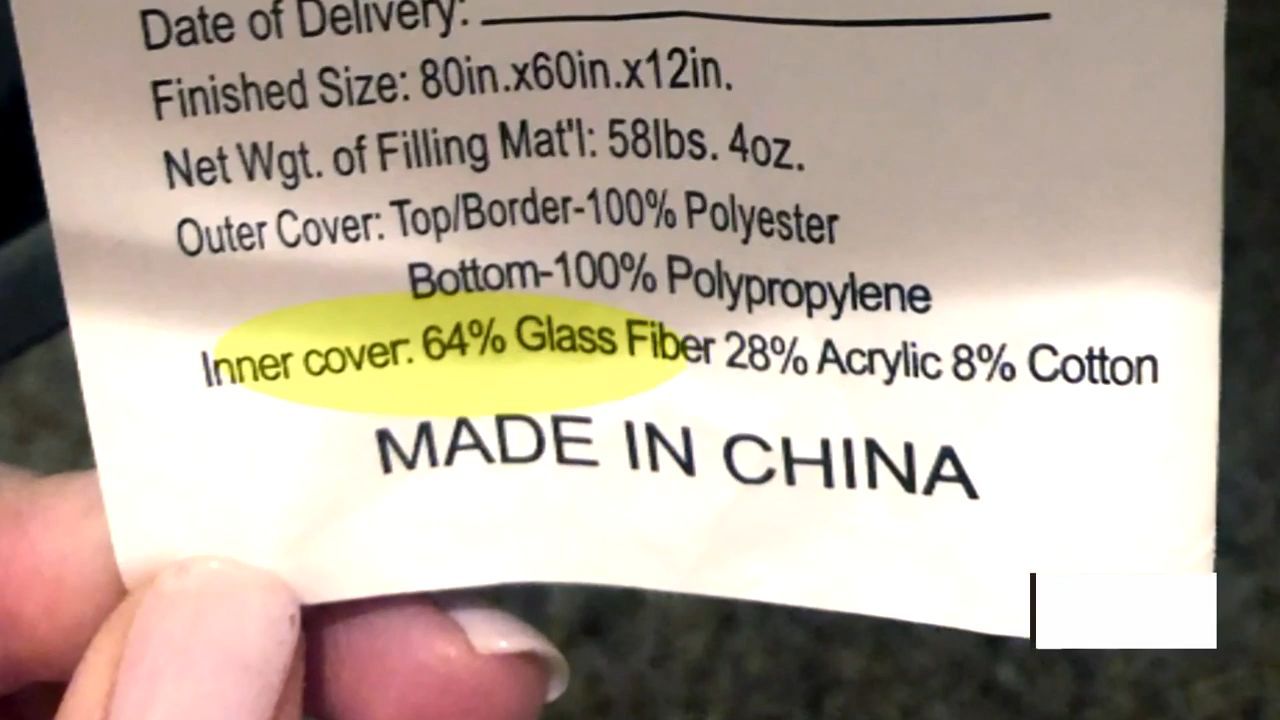 Date of Delivery:
Finished Size: 80in.x60in.x12in.
Net Wgt. of Filling Mat'l: 58lbs. 4oz.
Outer Cover: Top/Border-100% Polyester
Bottom-100% Polypropylene
Inner cover: 64% Glass Fiber 28% Acrylic 8% Cotton
MADE IN CHINA